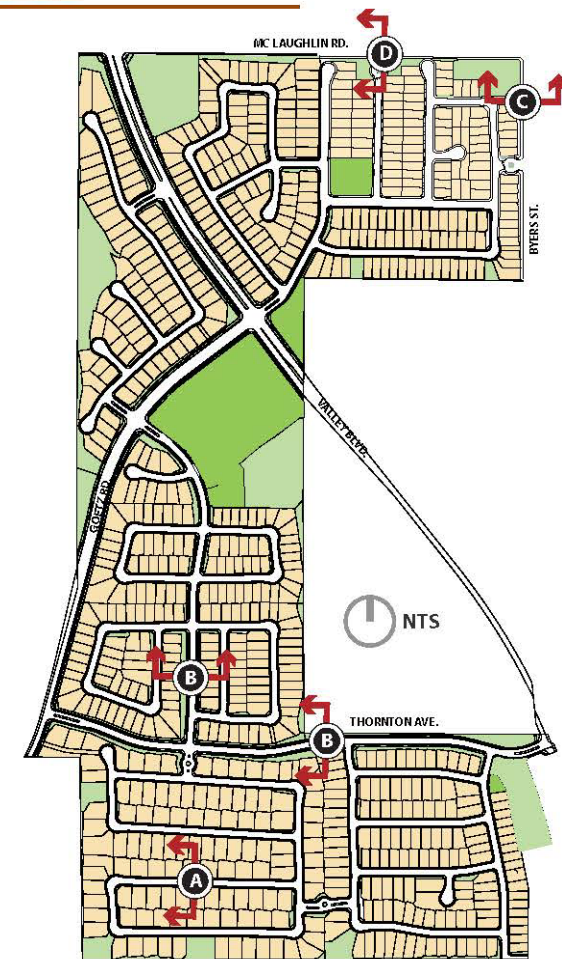 MC LAUGHLIN RD.
D
C
BYERS ST.
VALLEY BLVD.
GOETZ RD
NTS
B
THORNTON AVE.
B
A